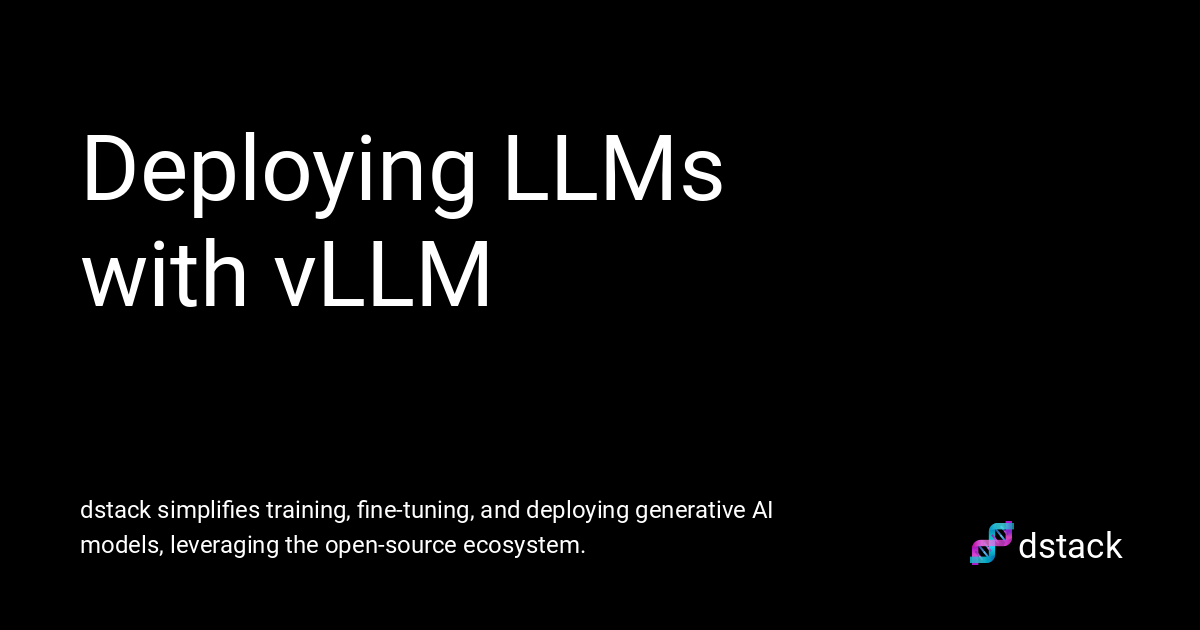 Deploying LLMs
with vLLM
dstack simplifies training, fine-tuning, and deploying generative AI
models, leveraging the open-source ecosystem.
dstack